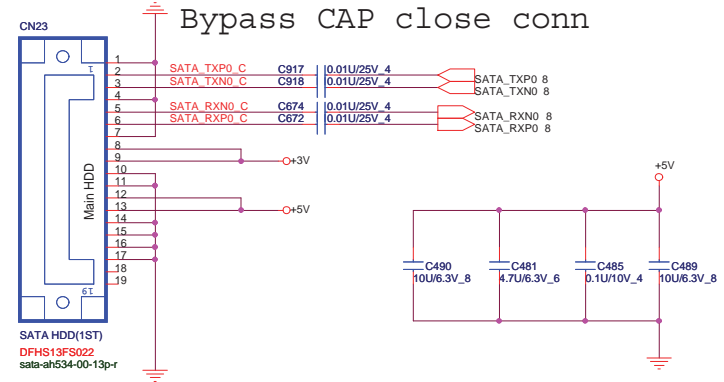 Bypass CAP close conn
CN23
1
1
2
3
4
5
6
7
8
9
10
11
12
13
14
15
16
17
18
19
19
Main HDD
SATA_TXP0_C C917 0.01U/25V_4 SATA_TXP0 8
SATA_TXN0_C C918 0.01U/25V_4 SATA_TXN0 8
SATA_RXN0_C C674 0.01U/25V_4 SATA_RXN0 8
SATA_RXP0_C C672 0.01U/25V_4 SATA_RXP0 8
+3V
+5V
+5V
C490
10U/6.3V_8
C481
4.7U/6.3V_6
C485
0.1U/10V_4
C489
10U/6.3V_8
SATA HDD(1ST)
DFHS13FS022
sata-ah534-00-13p-r